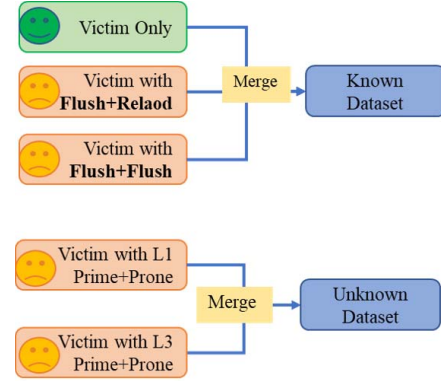 Victim Only
Victim with
Flush+Relaod
Merge
Known
Dataset
Victim with
Flush+Flush
Victim with L1
Prime+Prone
Merge
Unknown
Dataset
Victim with L3
Prime+Prone